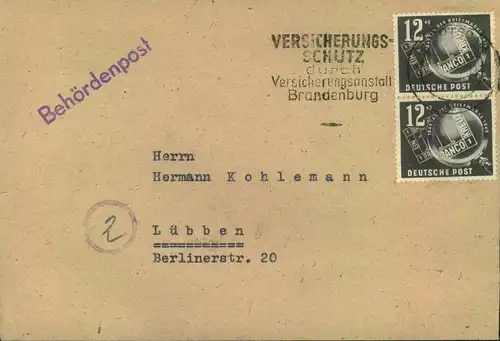 Behördenpost
VERSICHERUNGS-
SCHUTZ
durch
Versicherungsanstalt
Brandenburg
12
DEUTSCHE POST
12
DEUTSCHE POST
Herrn
Hermann Kohlemann
2
Lübben
Berlinerstr. 20